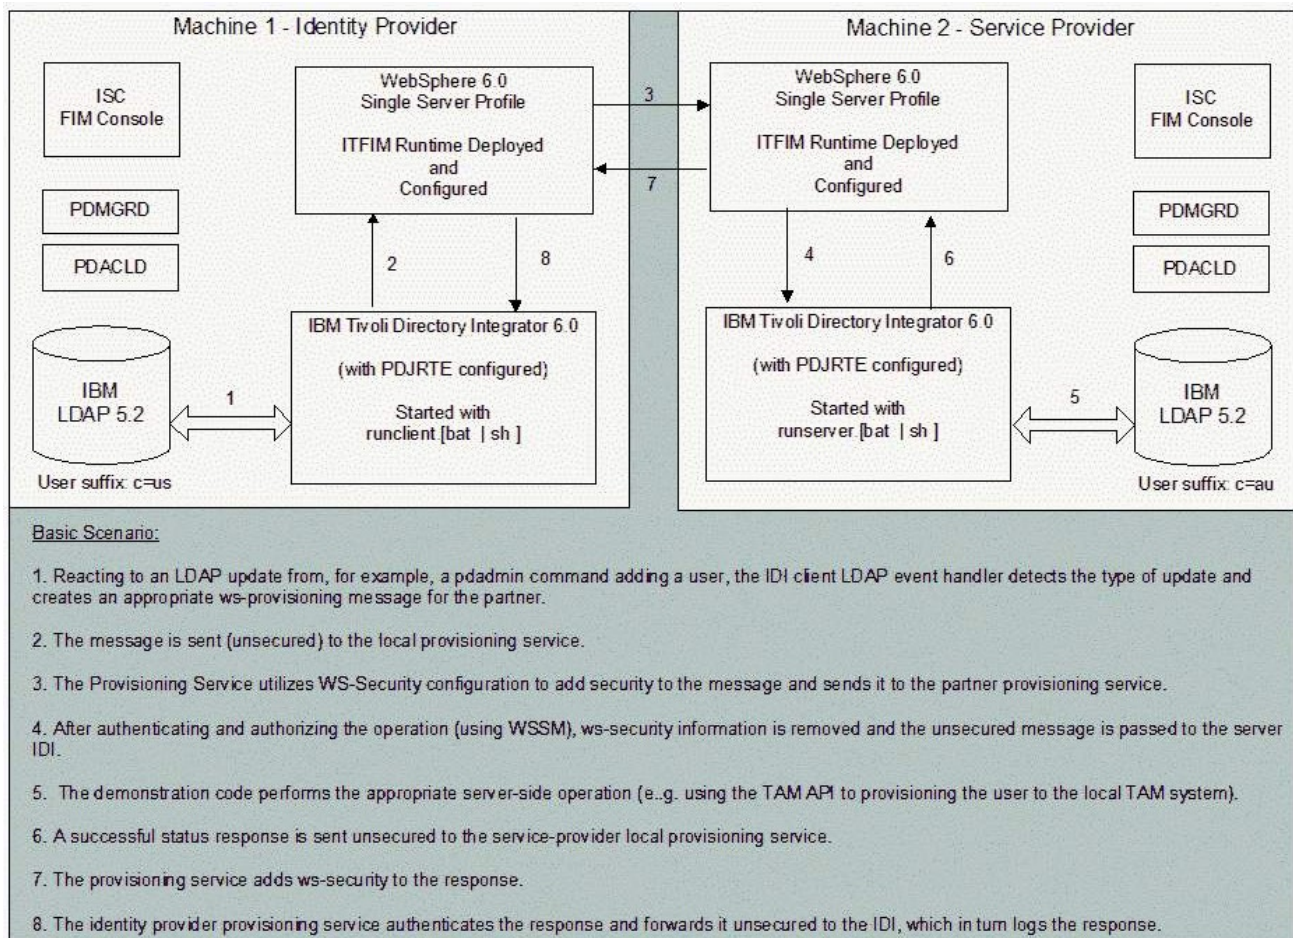 Machine 1 - Identity Provider
ISC
FIM Console
PDMGRD
PDACLD
IBM
LDAP 5.2
User suffix: c=us
WebSphere 6.0
Single Server Profile
ITFIM Runtime Deployed
and
Configured
2
8
1
IBM Tivoli Directory Integrator 6.0
(with PDJRTE configured)
Started with
runclient.[bat | sh ]
3
7
Machine 2 - Service Provider
WebSphere 6.0
Single Server Profile
ITFIM Runtime Deployed
and
Configured
4
6
IBM Tivoli Directory Integrator 6.0
(with PDJRTE configured)
Started with
runserver.[bat | sh ]
5
ISC
FIM Console
PDMGRD
PDACLD
IBM
LDAP 5.2
User suffix: c=au
Basic Scenario:
1. Reacting to an LDAP update from, for example, a pdadmin command adding a user, the IDI client LDAP event handler detects the type of update and
creates an appropriate ws-provisioning message for the partner.
2. The message is sent (unsecured) to the local provisioning service.
3. The Provisioning Service utilizes WS-Security configuration to add security to the message and sends it to the partner provisioning service.
4. After authenticating and authorizing the operation (using WSSM), ws-security information is removed and the unsecured message is passed to the server
IDI.
5. The demonstration code performs the appropriate server-side operation (e..g. using the TAM API to provisioning the user to the local TAM system).
6. A successful status response is sent unsecured to the service-provider local provisioning service.
7. The provisioning service adds ws-security to the response.
8. The identity provider provisioning service authenticates the response and forwards it unsecured to the IDI, which in turn logs the response.